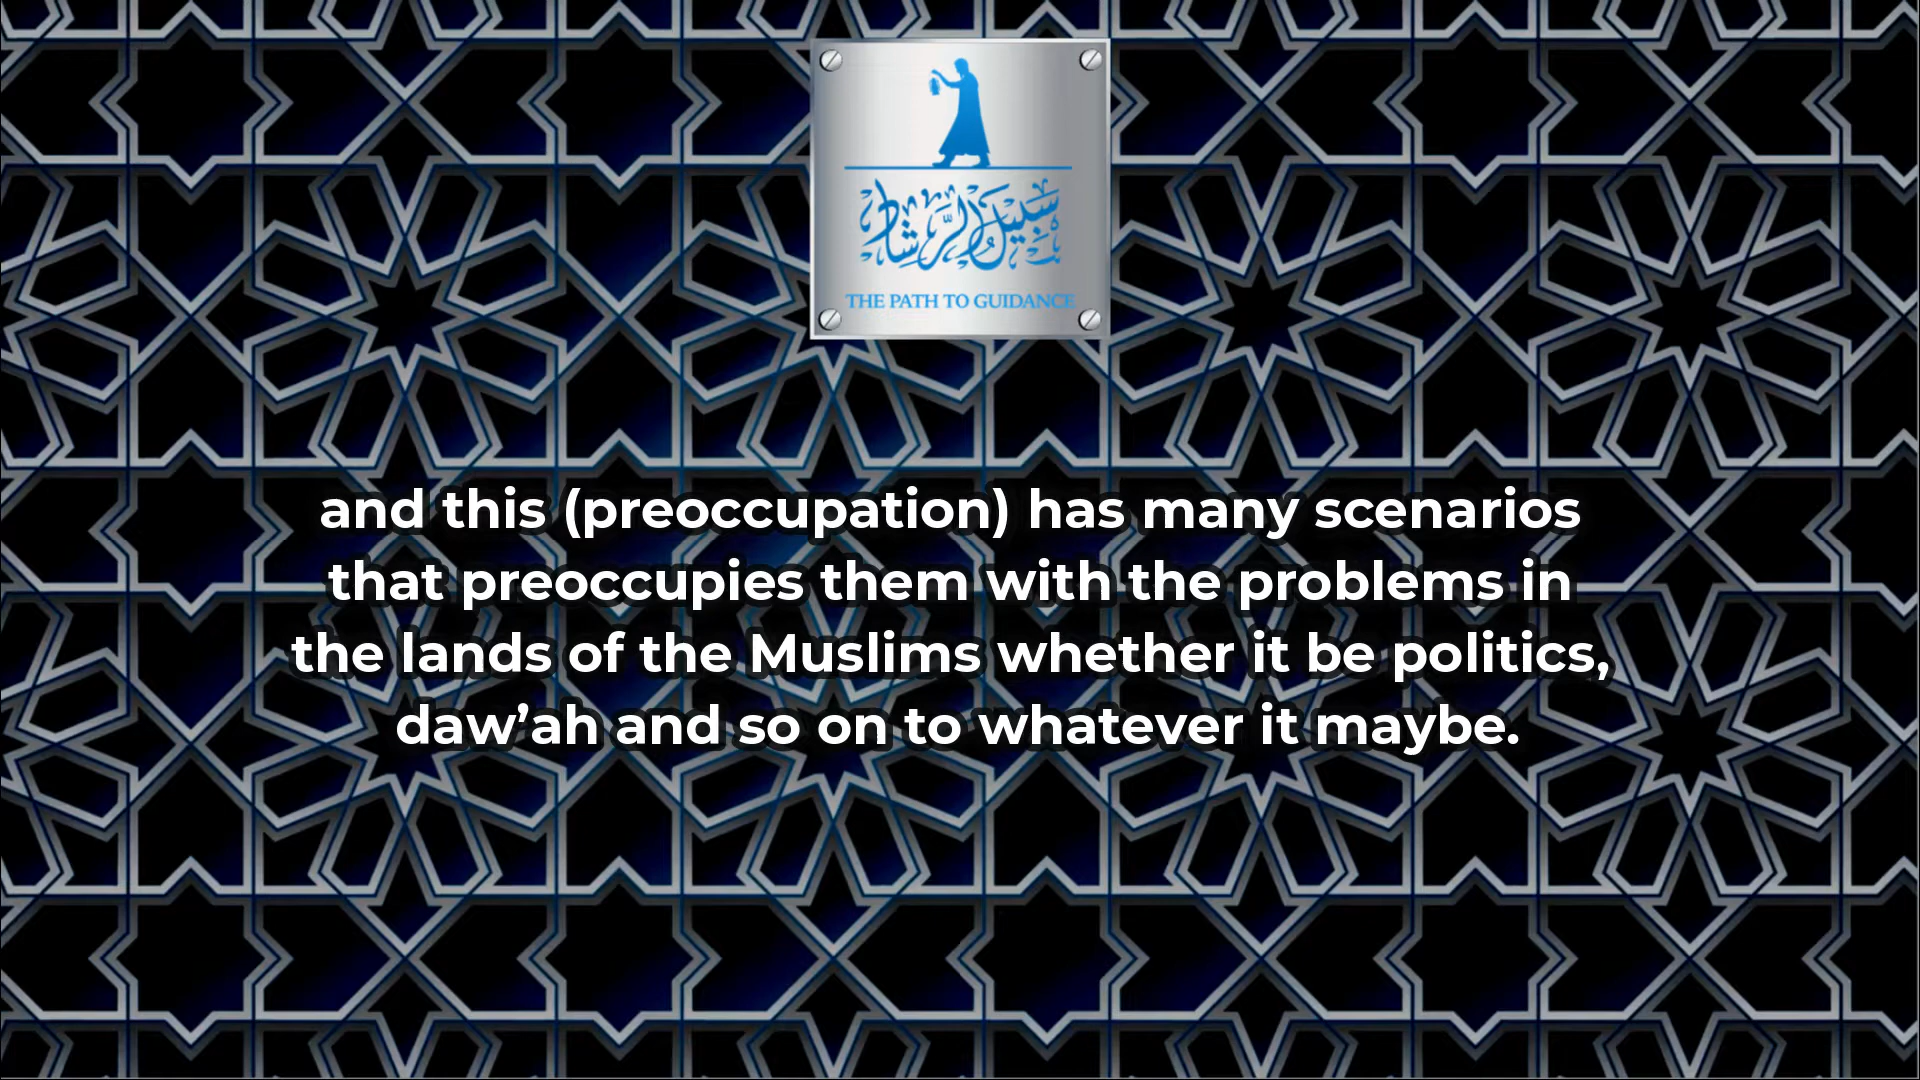 سبيل الرشاد
THE PATH TO GUIDANCE
and this (preoccupation) has many scenarios
that preoccupies them with the problems in
the lands of the Muslims whether it be politics,
daw’ah and so on to whatever it maybe.